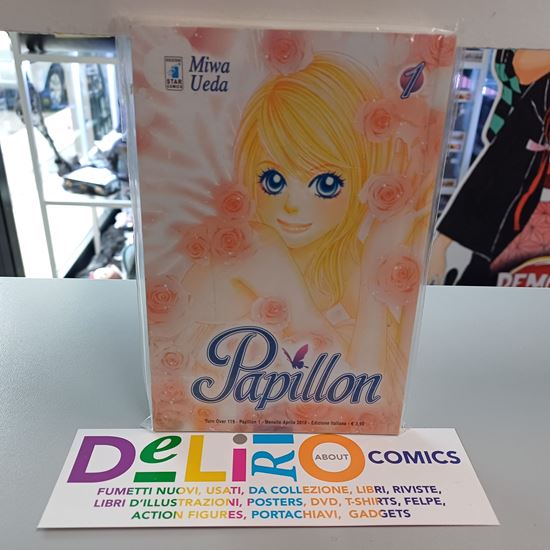 EDIZIONI
STAR
COMICS
Miwa
Ueda
1
Papillon
Turn Over 119 - Papillon 1 - Mensile Aprile 2010 - Edizione Italiana - € 3,90
DEMO
DeLiRiO ABOUT COMICS
FUMETTI NUOVI, USATI, DA COLLEZIONE, LIBRI, RIVISTE,
LIBRI D'ILLUSTRAZIONI, POSTERS, DVD, T-SHIRTS, FELPE,
ACTION FIGURES, PORTACHIAVI, GADGETS